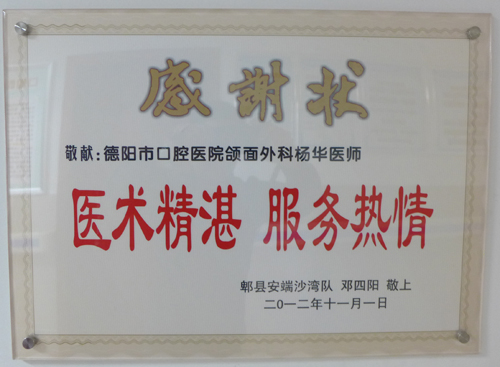 感謝状
敬献:德阳市口腔医院颌面外科杨华医师
医术精湛 服务热情
郫县安端沙湾队 邓四阳 敬上
二〇一二年十一月一日